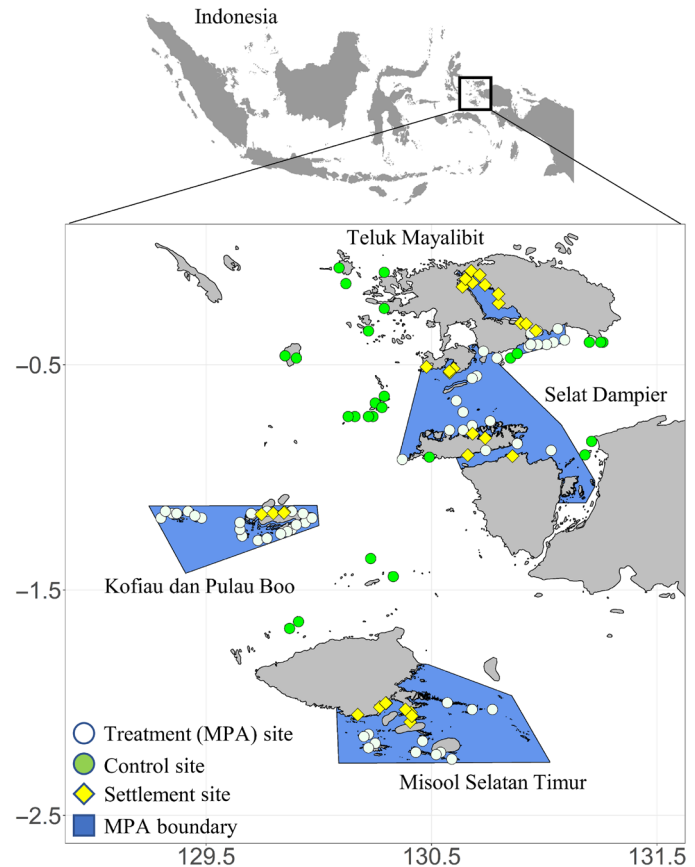 Indonesia
Teluk Mayalibit
−0.5
Selat Dampier
Kofiau dan Pulau Boo
−1.5
Treatment (MPA) site
Control site
Settlement site
Misool Selatan Timur
MPA boundary
−2.5
129.5
130.5
131.5